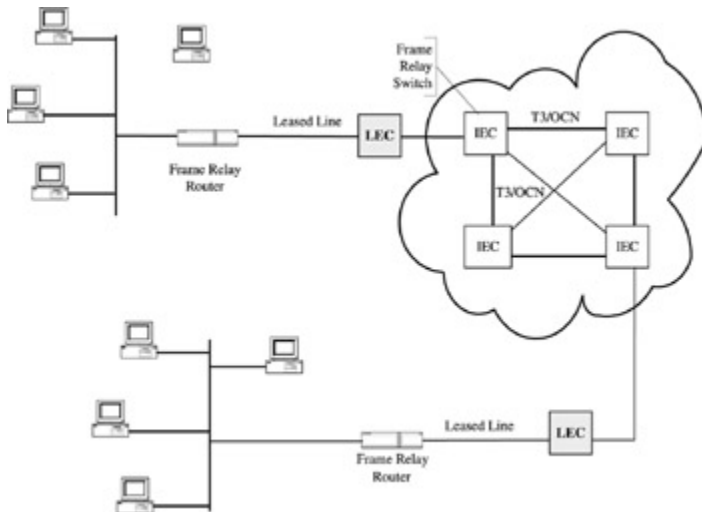 Frame
Relay
Switch
Leased Line
LEC
IEC
T3/OCN
IEC
Frame Relay
Router
T3/OCN
IEC
IEC
Leased Line
LEC
Frame Relay
Router